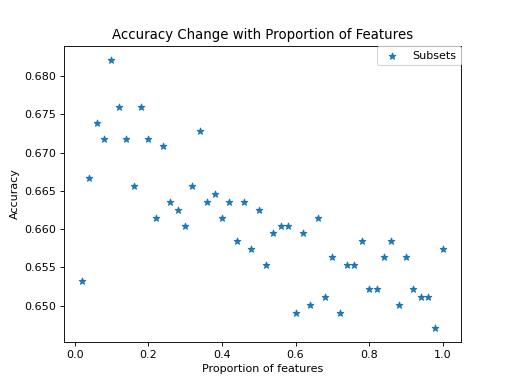 Accuracy Change with Proportion of Features
Subsets
0.680
0.675
0.670
0.665
0.660
0.655
0.650
Accuracy
0.0 0.2 0.4 0.6 0.8 1.0
Proportion of features